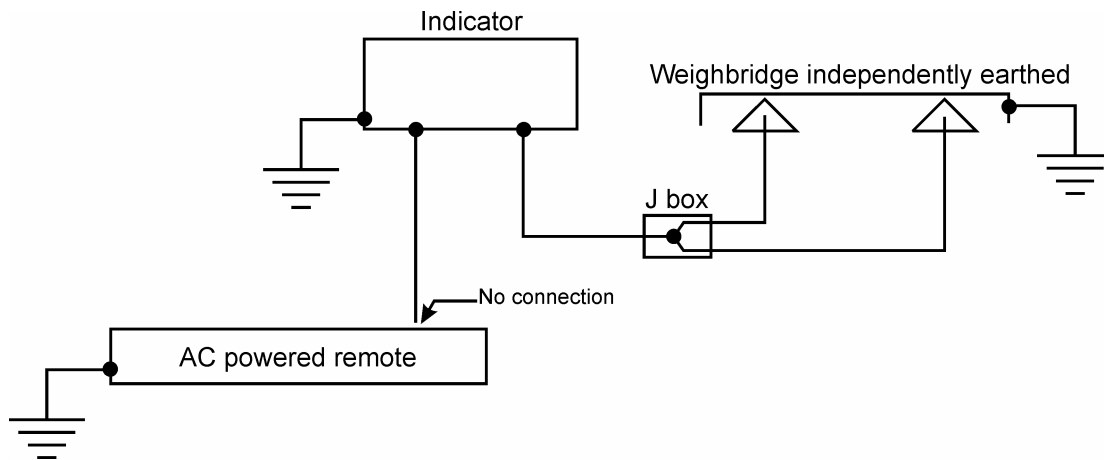 Indicator
Weighbridge independently earthed
J box
No connection
AC powered remote